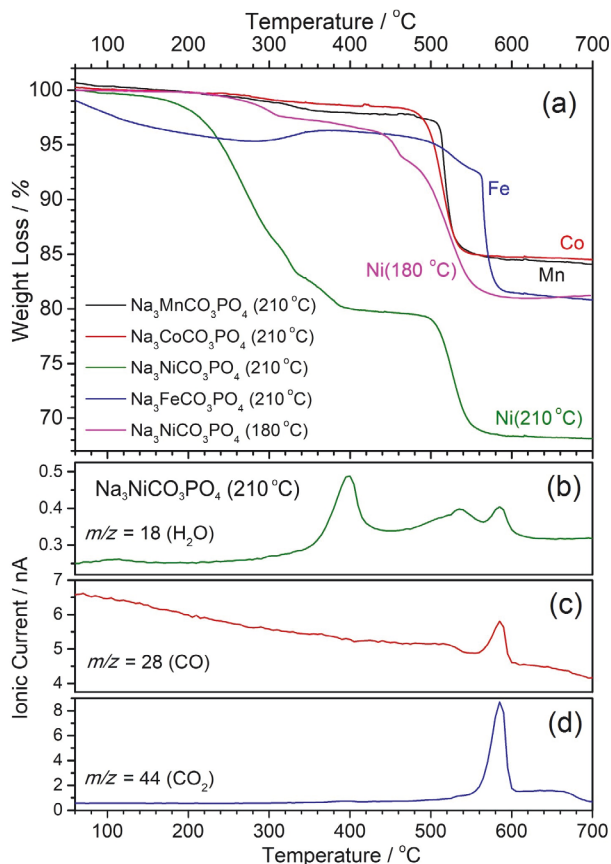 Temperature / °C
100 200 300 400 500 600 700
(a)
100
95
90
85
80
75
70
Weight Loss / %
Fe
Co
Mn
Ni(180 °C)
Ni(210°C)
Na₃MnCO₃PO₄ (210°C)
Na₃CoCO₃PO₄ (210°C)
Na₃NiCO₃PO₄ (210°C)
Na₃FeCO₃PO₄ (210°C)
Na₃NiCO₃PO₄ (180°C)
Ionic Current / nA
0.5
0.4
0.3
Na₃NiCO₃PO₄ (210°C)
(b)
m/z = 18 (H₂O)
7
6
5
4
(c)
m/z = 28 (CO)
8
6
4
2
0
(d)
m/z = 44 (CO₂)
100 200 300 400 500 600 700
Temperature / °C